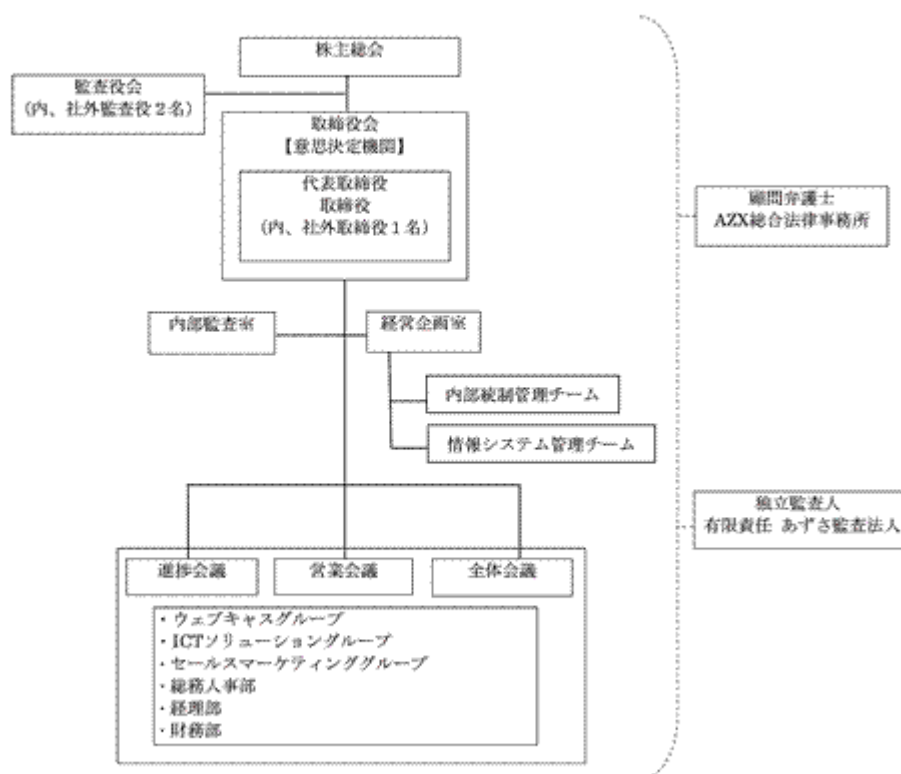 株主総会
監査役会
(内、社外監査役２名)
取締役会
【意思決定機関】
代表取締役
取締役
(内、社外取締役１名)
顧問弁護士
AZX総合法律事務所
内部監査室
経営企画室
内部統制管理チーム
情報システム管理チーム
独立監査人
有限責任 あずさ監査法人
進捗会議
営業会議
全体会議
・ウェブキャスグループ
・ICTソリューショングループ
・セールスマーケティンググループ
・総務人事部
・経理部
・財務部